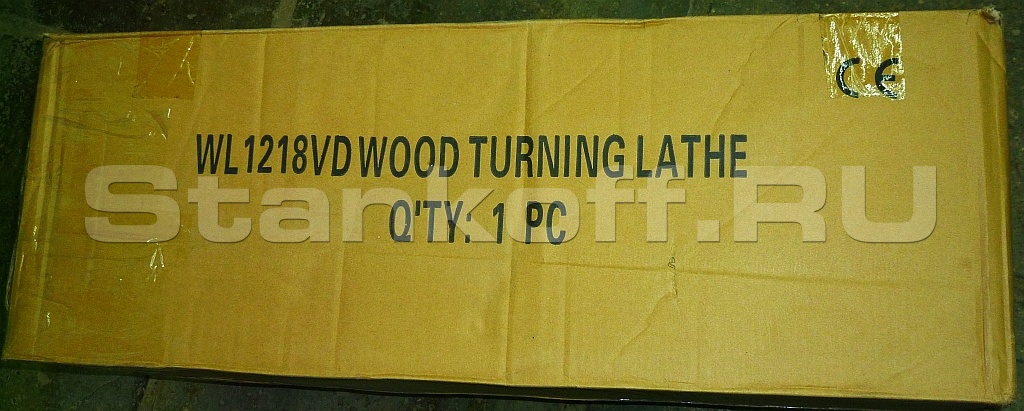 CE
WL1218VD WOOD TURNING LATHE
Q'TY: 1 PC
Stankoff.RU